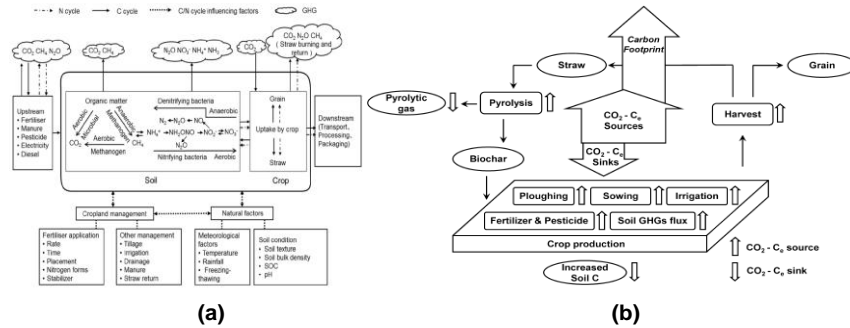 N cycle
C cycle
C/N cycle influencing factors
GHG
CO₂ CH₄ N₂O
CO₂ CH₄
N₂O NO₃⁻ NH₄⁺ NH₃
CO₂
CO₂ N₂O CH₄
( Straw burning and
return )
Upstream
• Fertiliser
• Manure
• Pesticide
• Electricity
• Diesel
Organic matter
Aerobic
Microbial
Anaerobic
Methanogen
CO₂
Aerobic
Methanogen
CH₄
Denitrifying bacteria
Anaerobic
N₂
N₂O
NO
NH₄⁺
NH₂ONO
NO₂⁻
NO₃⁻
N₂O
Nitrifying bacteria
Aerobic
Grain
Uptake by crop
Straw
Soil
Crop
Downstream
(Transport,
Processing,
Packaging)
Cropland management
Natural factors
Fertiliser application
• Rate
• Time
• Placement
• Nitrogen forms
• Stabilizer
Other management
• Tillage
• Irrigation
• Drainage
• Manure
• Straw return
Meteorological
factors
• Temperature
• Rainfall
• Freezing-
thawing
Soil condition
• Soil texture
• Soil bulk density
• SOC
• pH
(a)
Carbon
Footprint
Straw
Grain
Pyrolytic
gas
Pyrolysis
Harvest
CO₂ - Cₑ
Sources
Biochar
CO₂ - Cₑ
Sinks
Ploughing
Sowing
Irrigation
Fertilizer & Pesticide
Soil GHGs flux
Crop production
Increased
Soil C
CO₂ - Cₑ source
CO₂ - Cₑ sink
(b)